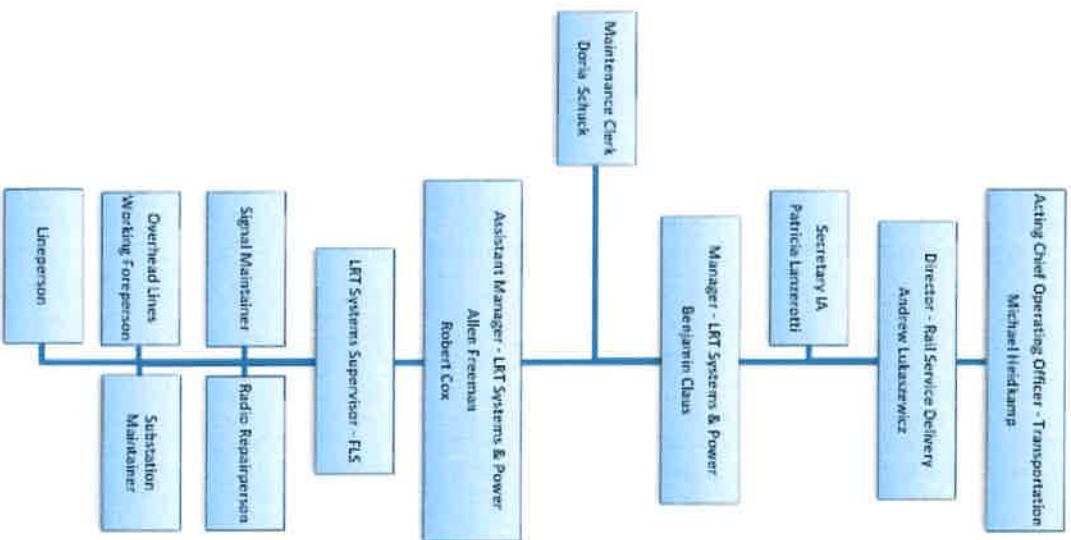 Acting Chief Operating Officer - Transportation
Michael Heidkamp
Director - Rail Service Delivery
Andrew Lukaszewicz
Secretary IA
Patricia Lanzerotti
Manager - LRT Systems & Power
Benjamin Claus
Maintenance Clerk
Doria Schuck
Assistant Manager - LRT Systems & Power
Allen Freeman
Robert Cox
LRT Systems Supervisor - FLS
Signal Maintainer
Radio Repairperson
Overhead Lines
Working Foreperson
Substation
Maintainer
Lineperson